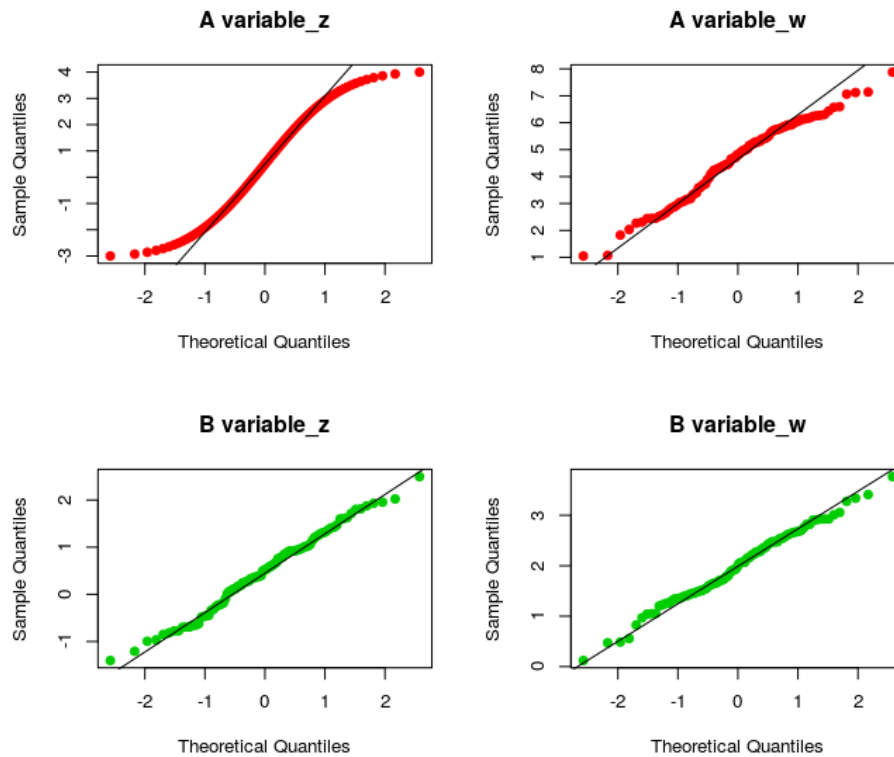 A variable_z
Sample Quantiles
-3 -1 1 2 3 4
-2 -1 0 1 2
Theoretical Quantiles
A variable_w
Sample Quantiles
1 2 3 4 5 6 7 8
-2 -1 0 1 2
Theoretical Quantiles
B variable_z
Sample Quantiles
-1 0 1 2
-2 -1 0 1 2
Theoretical Quantiles
B variable_w
Sample Quantiles
0 1 2 3
-2 -1 0 1 2
Theoretical Quantiles